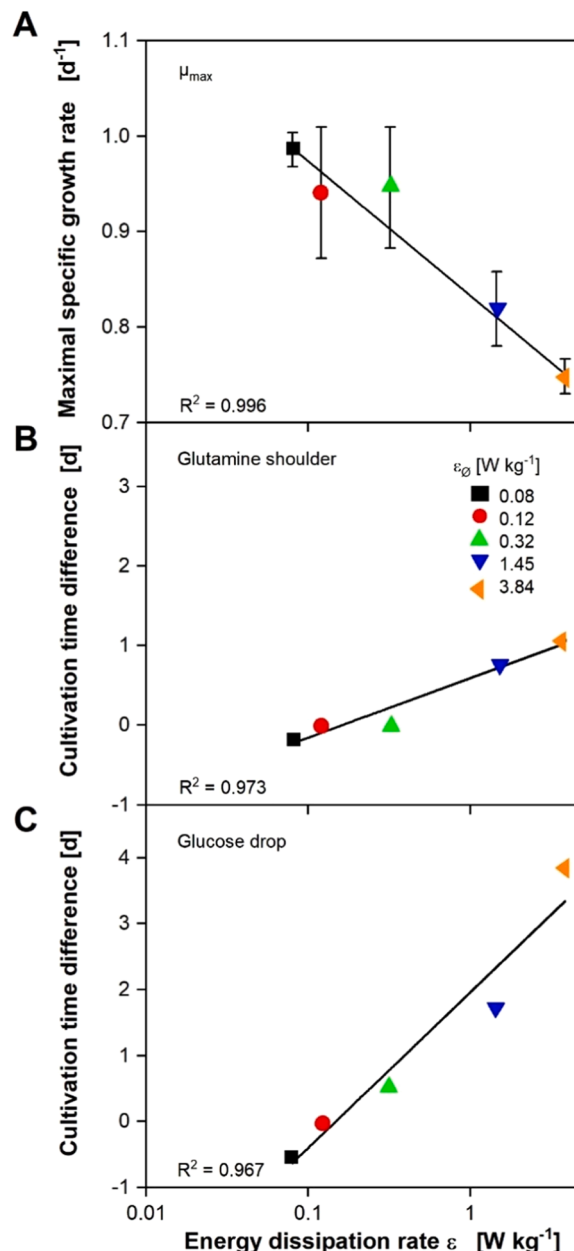 A
Maximal specific growth rate [d-1]
1.1
1.0
0.9
0.8
0.7
μmax
R2 = 0.996
B
Cultivation time difference [d]
3
2
1
0
-1
Glutamine shoulder
εØ [W kg-1]
0.08
0.12
0.32
1.45
3.84
R2 = 0.973
C
Cultivation time difference [d]
4
3
2
1
0
-1
Glucose drop
R2 = 0.967
0.01
0.1
1
Energy dissipation rate ε [W kg-1]